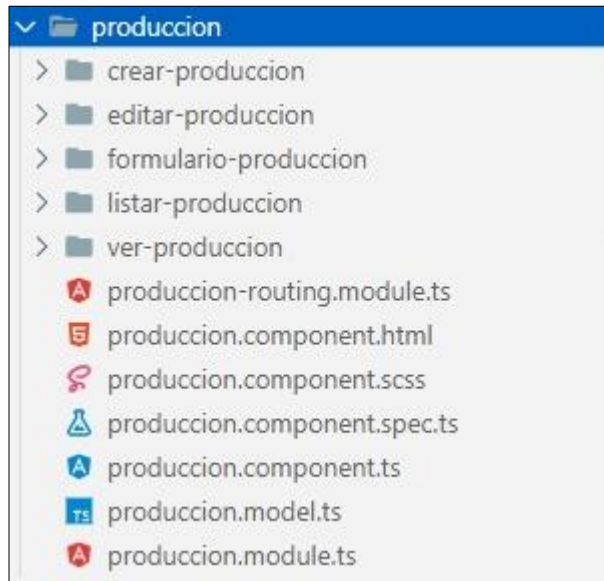 produccion
crear-produccion
editar-produccion
formulario-produccion
listar-produccion
ver-produccion
produccion-routing.module.ts
produccion.component.html
produccion.component.scss
produccion.component.spec.ts
produccion.component.ts
TS produccion.model.ts
produccion.module.ts